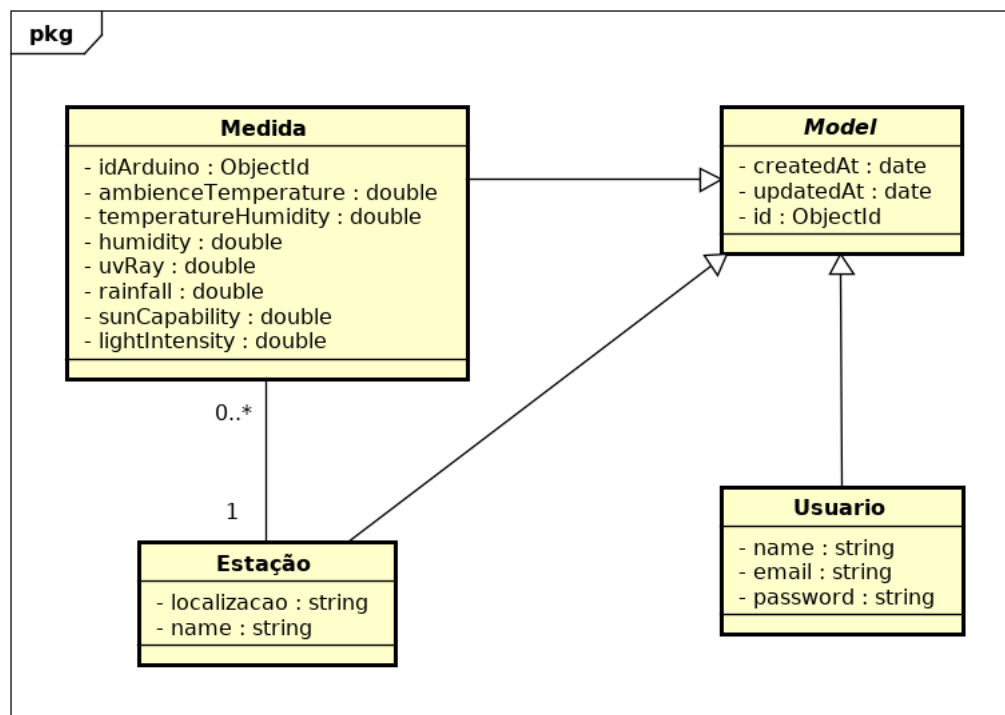 pkg
Medida
- idArduino : ObjectId
- ambienceTemperature : double
- temperatureHumidity : double
- humidity : double
- uvRay : double
- rainfall : double
- sunCapability : double
- lightIntensity : double
Model
- createdAt : date
- updatedAt : date
- id : ObjectId
0..*
1
Estação
- localizacao : string
- name : string
Usuario
- name : string
- email : string
- password : string